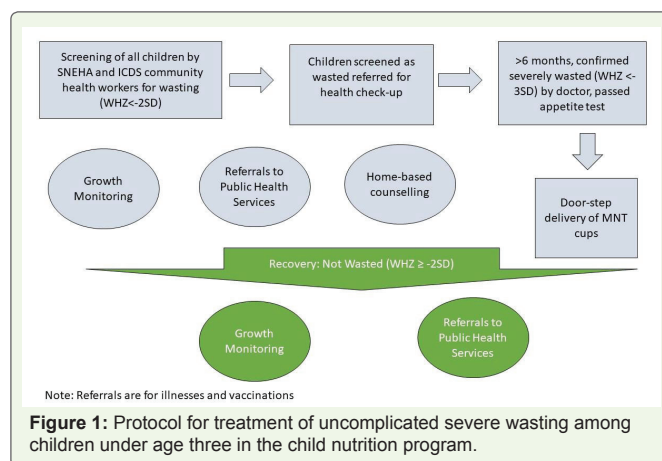 Screening of all children by
SNEHA and ICDS community
health workers for wasting
(WHZ<-2SD)
Children screened as
wasted referred for
health check-up
>6 months, confirmed
severely wasted (WHZ <-
3SD) by doctor, passed
appetite test
Growth
Monitoring
Referrals to
Public Health
Services
Home-based
counselling
Door-step
delivery of MNT
cups
Recovery: Not Wasted (WHZ ≥ -2SD)
Growth
Monitoring
Referrals to
Public Health
Services
Note: Referrals are for illnesses and vaccinations
Figure 1: Protocol for treatment of uncomplicated severe wasting among
children under age three in the child nutrition program.